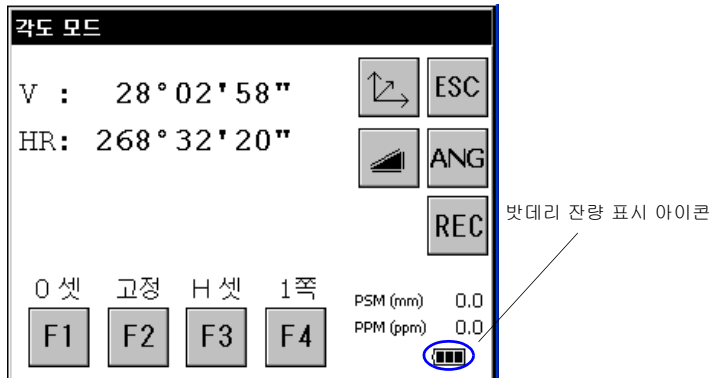 각도 모드
V : 28°02'58"
HR: 268°32'20"
ESC
ANG
REC
밧데리 잔량 표시 아이콘
0 셋 고정 H 셋 1쪽
F1 F2 F3 F4
PSM (mm) 0.0
PPM (ppm) 0.0